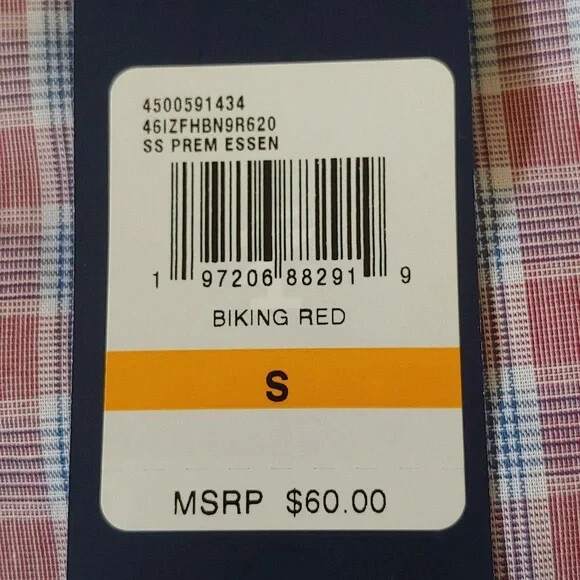 4500591434
46IZFHBN9R620
SS PREM ESSEN
1 97206 88291 9
BIKING RED
S
MSRP $60.00